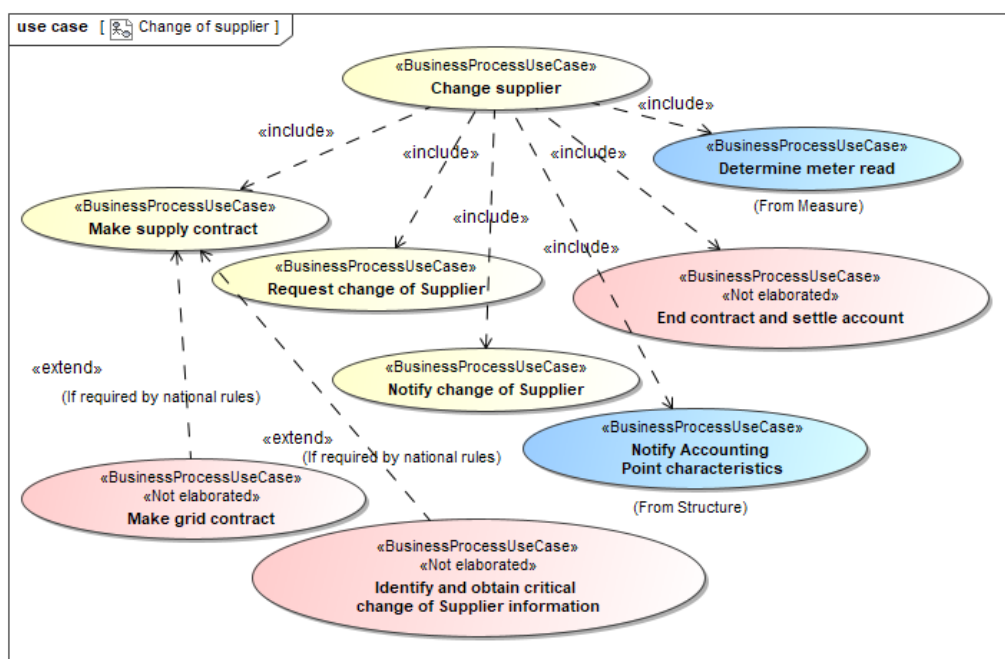 use case [ Change of supplier ]
«BusinessProcessUseCase»
Change supplier
«include»
«include»
«include»
«include»
«BusinessProcessUseCase»
Determine meter read
(From Measure)
«BusinessProcessUseCase»
Make supply contract
«include»
«include»
«BusinessProcessUseCase»
Request change of Supplier
«BusinessProcessUseCase»
«Not elaborated»
End contract and settle account
«extend»
(If required by national rules)
«BusinessProcessUseCase»
Notify change of Supplier
«extend»
(If required by national rules)
«BusinessProcessUseCase»
Notify Accounting
Point characteristics
(From Structure)
«BusinessProcessUseCase»
«Not elaborated»
Make grid contract
«BusinessProcessUseCase»
«Not elaborated»
Identify and obtain critical
change of Supplier information